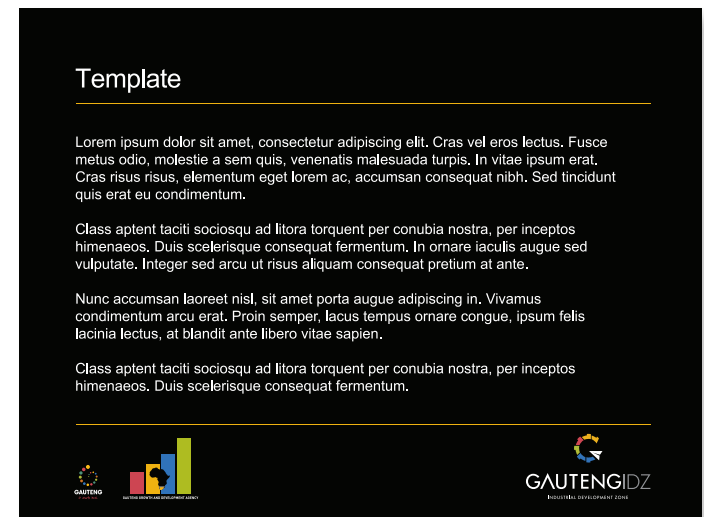 Template
Lorem ipsum dolor sit amet, consectetur adipiscing elit. Cras vel eros lectus. Fusce
metus odio, molestie a sem quis, venenatis malesuada turpis. In vitae ipsum erat.
Cras risus risus, elementum eget lorem ac, accumsan consequat nibh. Sed tincidunt
quis erat eu condimentum.
Class aptent taciti sociosqu ad litora torquent per conubia nostra, per inceptos
himenaeos. Duis scelerisque consequat fermentum. In ornare iaculis augue sed
vulputate. Integer sed arcu ut risus aliquam consequat pretium at ante.
Nunc accumsan laoreet nisl, sit amet porta augue adipiscing in. Vivamus
condimentum arcu erat. Proin semper, lacus tempus ornare congue, ipsum felis
lacinia lectus, at blandit ante libero vitae sapien.
Class aptent taciti sociosqu ad litora torquent per conubia nostra, per inceptos
himenaeos. Duis scelerisque consequat fermentum.
GAUTENG
GAUTENG GROWTH AND DEVELOPMENT AGENCY
GAUTENGIDZ
INDUSTRIAL DEVELOPMENT ZONE